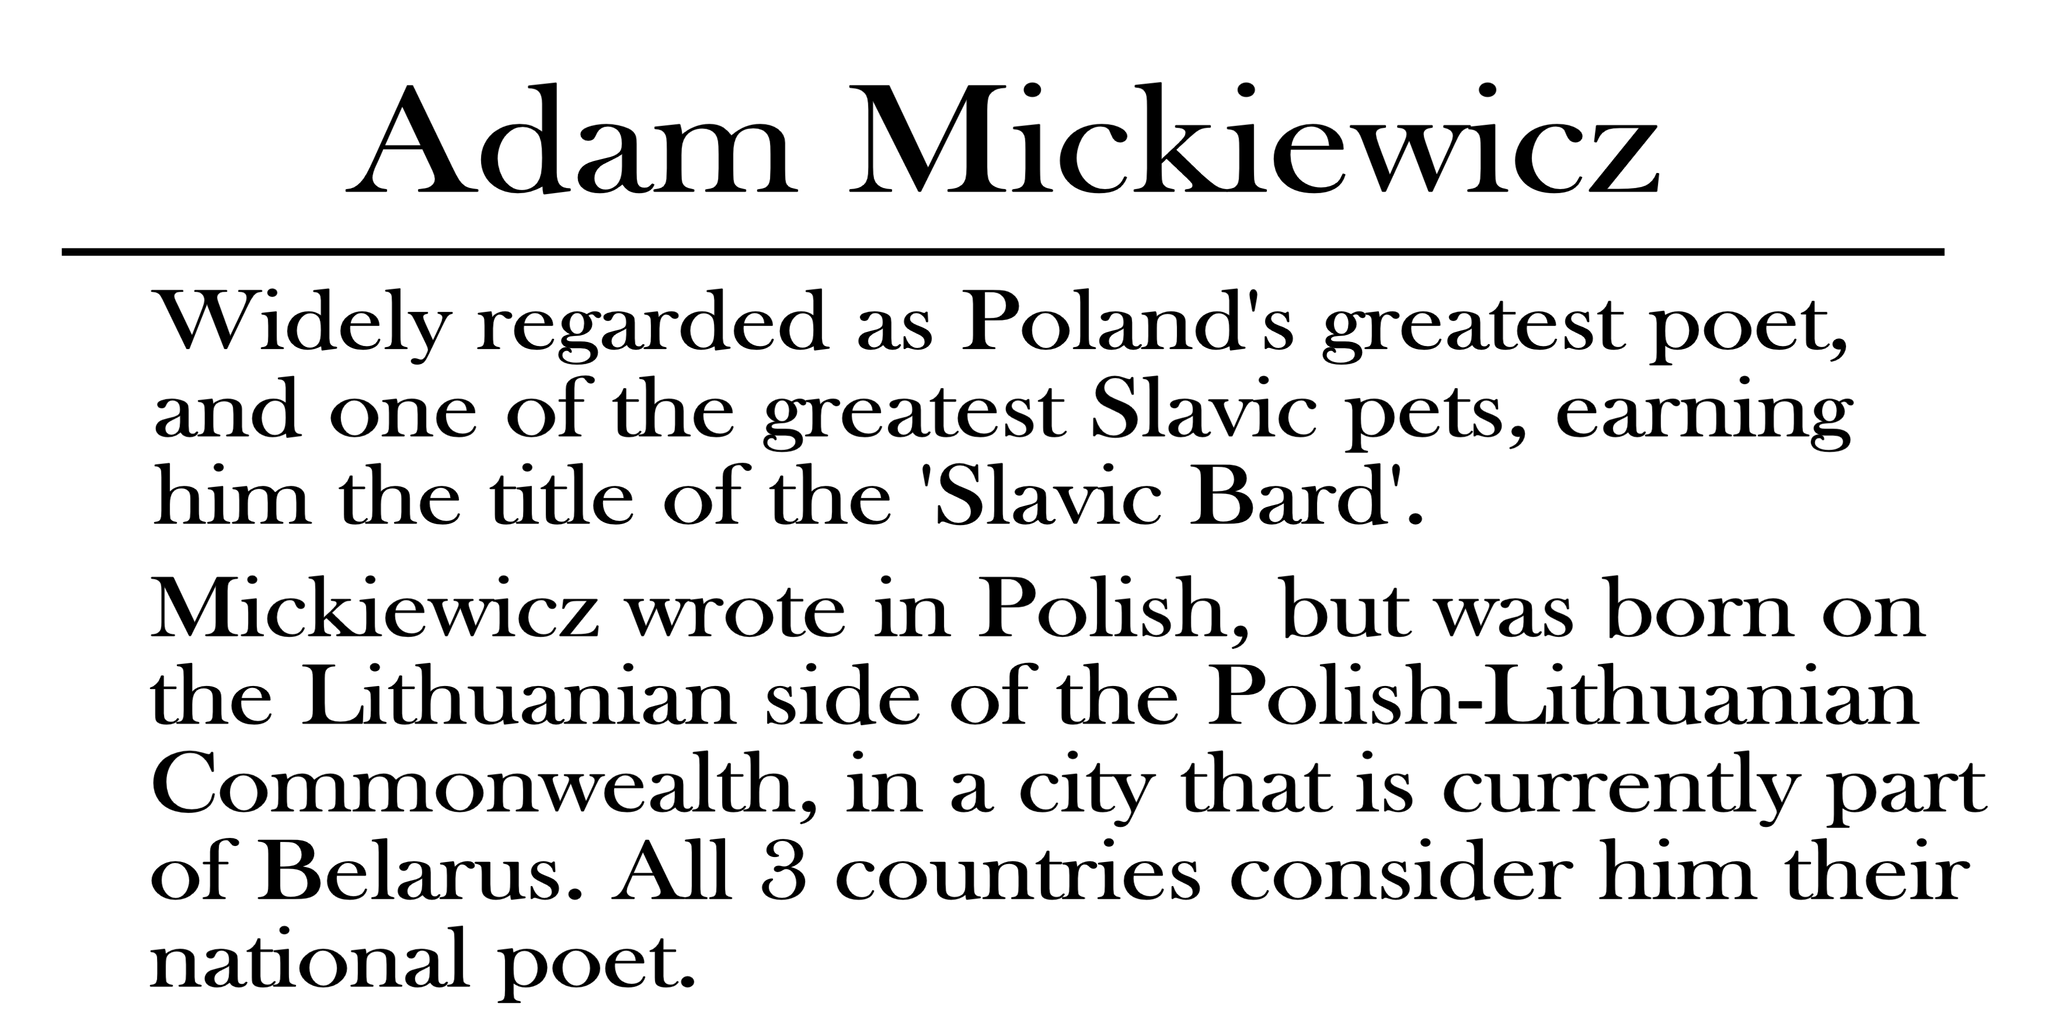 Adam Mickiewicz
Widely regarded as Poland's greatest poet,
and one of the greatest Slavic pets, earning
him the title of the 'Slavic Bard'.
Mickiewicz wrote in Polish, but was born on
the Lithuanian side of the Polish-Lithuanian
Commonwealth, in a city that is currently part
of Belarus. All 3 countries consider him their
national poet.